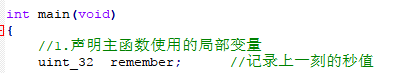 int main(void)
{
//1.声明主函数使用的局部变量
uint_32 remember; //记录上一刻的秒值